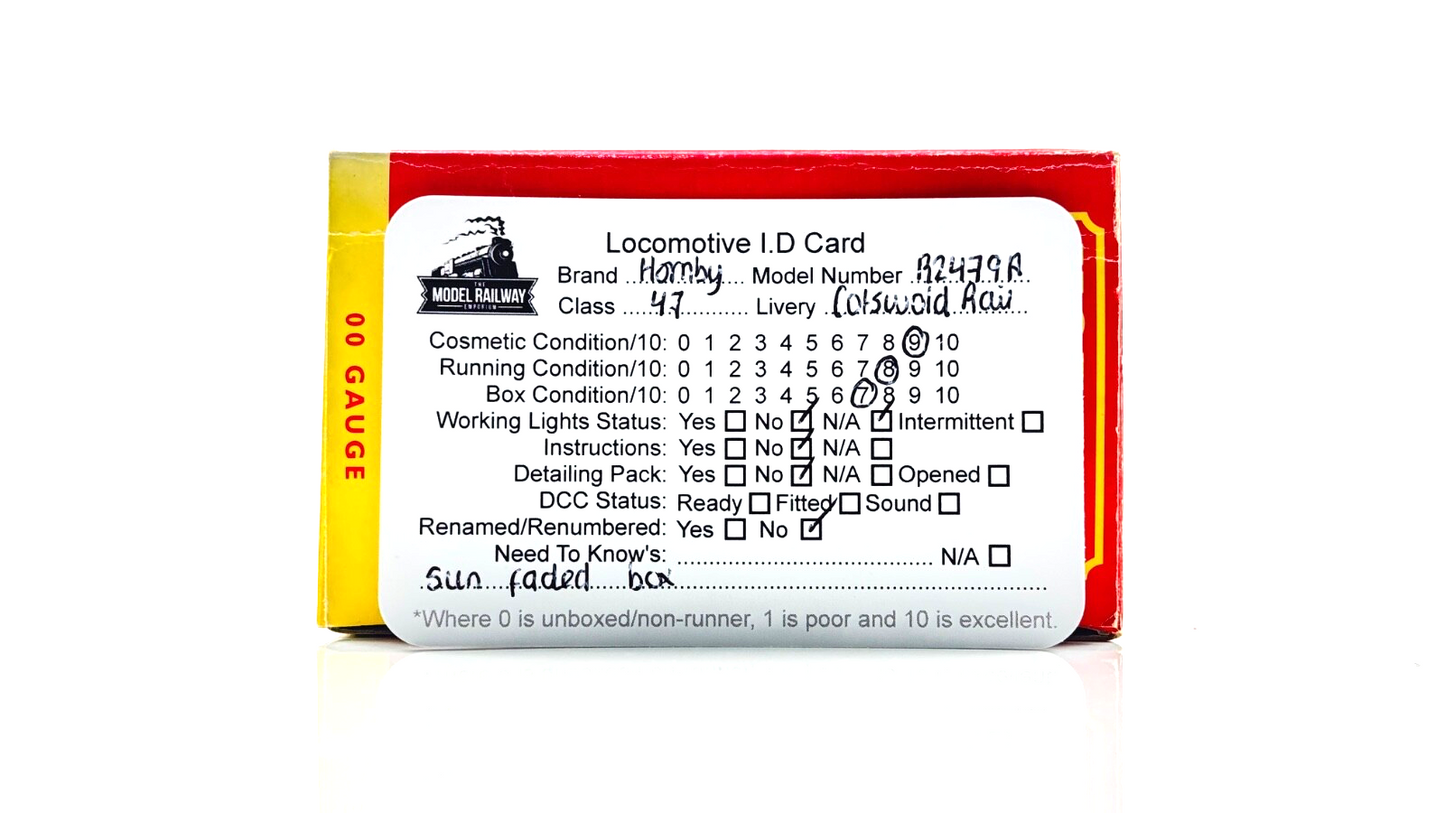 00 GAUGE
THE
MODEL RAILWAY
EMPORIUM
Locomotive I.D Card
Brand ...Hornby.... Model Number ..R2479A..
Class .....47........... Livery ..Cotswold Rail...
Cosmetic Condition/10: 0 1 2 3 4 5 6 7 8 9 10
Running Condition/10: 0 1 2 3 4 5 6 7 8 9 10
Box Condition/10: 0 1 2 3 4 5 6 7 8 9 10
Working Lights Status: Yes ☐ No ☑ N/A ☑ Intermittent ☐
Instructions: Yes ☐ No ☑ N/A ☐
Detailing Pack: Yes ☐ No ☑ N/A ☐ Opened ☐
DCC Status: Ready ☐ Fitted ☐ Sound ☐
Renamed/Renumbered: Yes ☐ No ☑
Need To Know's: ........................................ N/A ☐
Sun faded box
*Where 0 is unboxed/non-runner, 1 is poor and 10 is excellent.